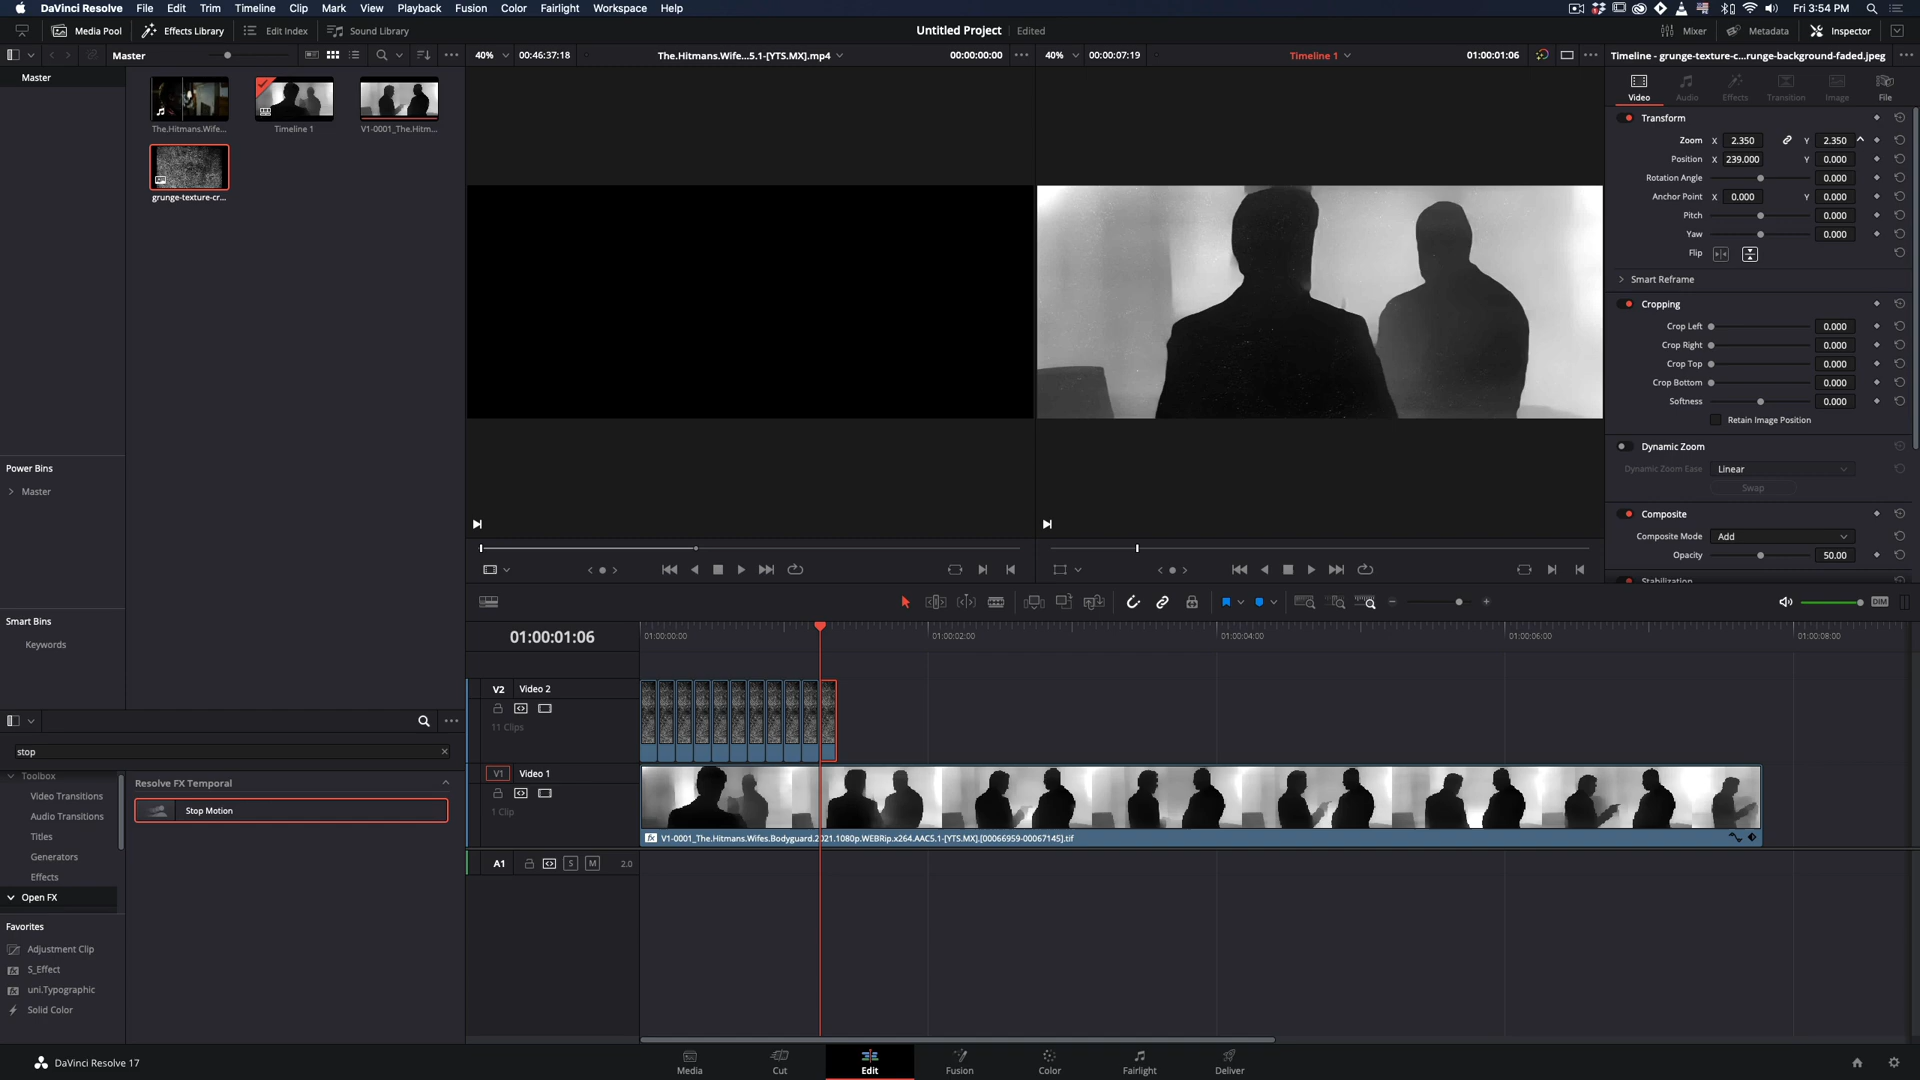 DaVinci Resolve File Edit Trim Timeline Clip Mark View Playback Fusion Color Fairlight Workspace Help
Fri 3:54 PM
Media Pool Effects Library Edit Index Sound Library
Untitled Project Edited
Mixer Metadata Inspector
Master
40% 00:46:37:18 The.Hitmans.Wife...5.1-[YTS.MX].mp4 00:00:00:00
40% 00:00:07:19 Timeline 1 01:00:01:06
Timeline - grunge-texture-c...runge-background-faded.jpeg
Master
The.Hitmans.Wife...
Timeline 1
V1-0001_The.Hitm...
grunge-texture-cr...
Video Audio Effects Transition Image File
Transform
Zoom X 2.350 Y 2.350
Position X 239.000 Y 0.000
Rotation Angle 0.000
Anchor Point X 0.000 Y 0.000
Pitch 0.000
Yaw 0.000
Flip
Smart Reframe
Cropping
Crop Left 0.000
Crop Right 0.000
Crop Top 0.000
Crop Bottom 0.000
Softness 0.000
Retain Image Position
Dynamic Zoom
Dynamic Zoom Ease Linear
Swap
Composite
Composite Mode Add
Opacity 50.00
Stabilization
Power Bins
Master
Smart Bins
Keywords
stop
Toolbox
Video Transitions
Audio Transitions
Titles
Generators
Effects
Open FX
Favorites
Adjustment Clip
S_Effect
uni.Typographic
Solid Color
Resolve FX Temporal
Stop Motion
DIM
01:00:01:06
01:00:00:00 01:00:02:00 01:00:04:00 01:00:06:00 01:00:08:00
V2 Video 2
11 Clips
V1 Video 1
1 Clip
fx V1-0001_The.Hitmans.Wifes.Bodyguard.2021.1080p.WEBRip.x264.AAC5.1-[YTS.MX].[00066959-00067145].tif
A1 S M 2.0
DaVinci Resolve 17
Media Cut Edit Fusion Color Fairlight Deliver